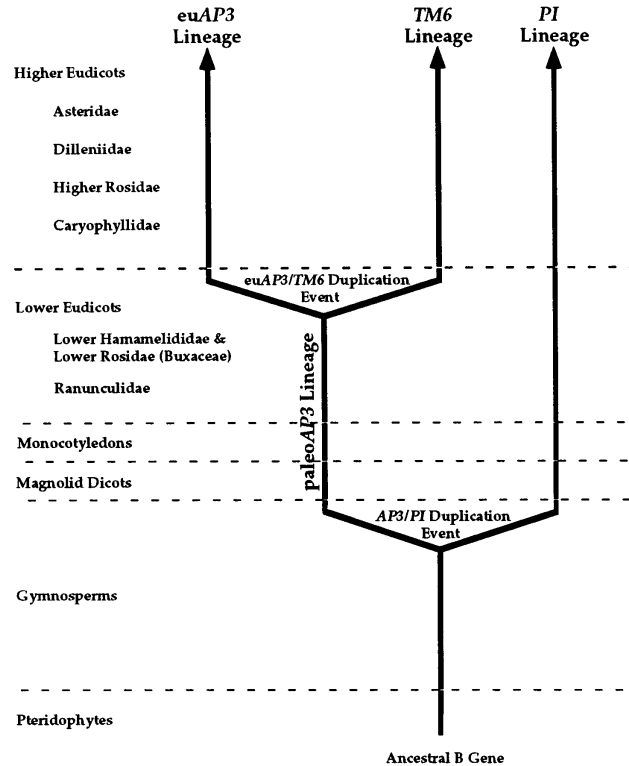 euAP3 Lineage
TM6 Lineage
PI Lineage
Higher Eudicots
Asteridae
Dilleniidae
Higher Rosidae
Caryophyllidae
euAP3/TM6 Duplication
Event
Lower Eudicots
Lower Hamamelididae &
Lower Rosidae (Buxaceae)
Ranunculidae
paleoAP3 Lineage
Monocotyledons
Magnolid Dicots
AP3/PI Duplication
Event
Gymnosperms
Pteridophytes
Ancestral B Gene